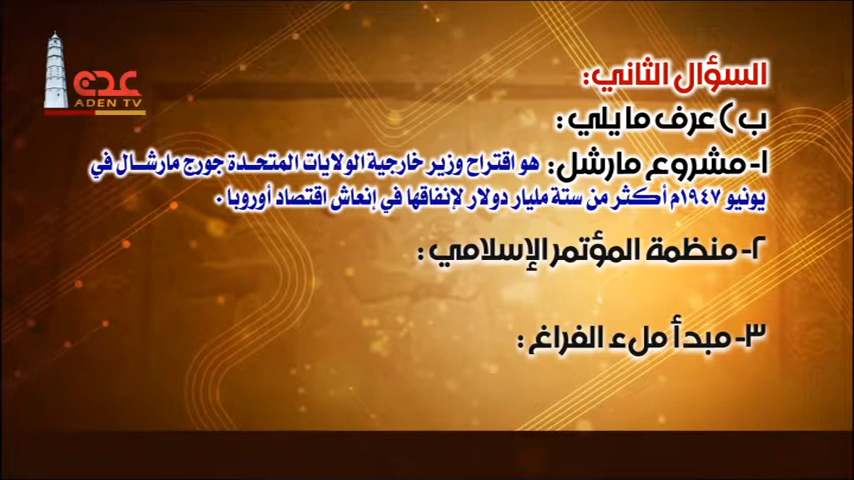 عدن
ADEN TV
السؤال الثاني:
ب) عرف ما يلي :
١- مشروع مارشل: هو اقتراح وزير خارجية الولايات المتحدة جورج مارشال في
يونيو ١٩٤٧م أكثر من ستة مليار دولار لإنفاقها في إنعاش اقتصاد أوروبا ٠
٢- منظمة المؤتمر الإسلامي :
٣- مبدأ ملء الفراغ :